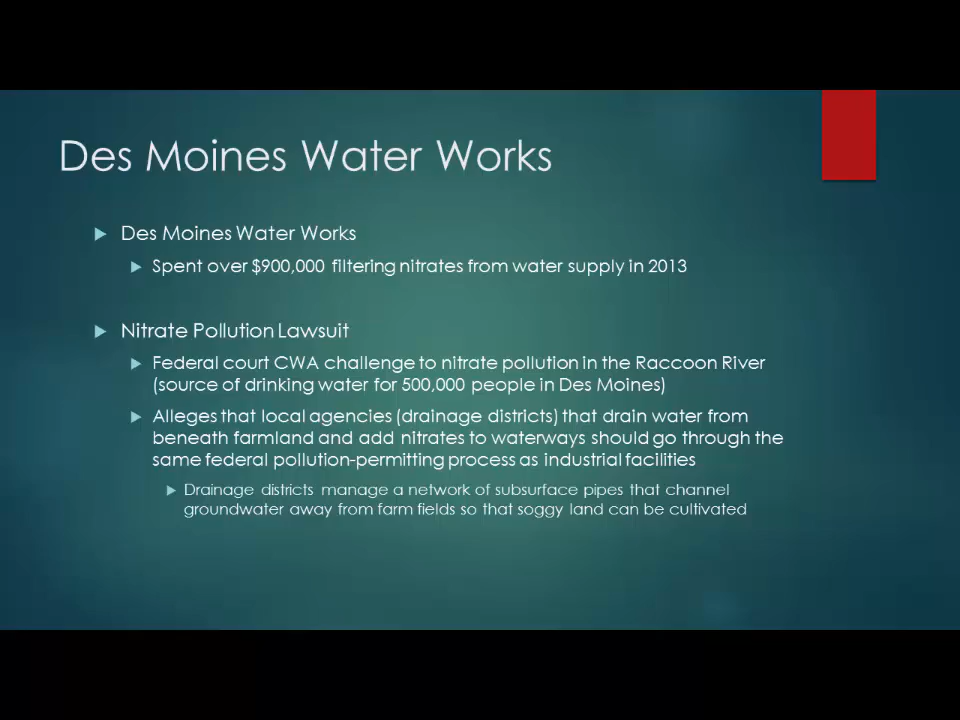 Des Moines Water Works
Des Moines Water Works
Spent over $900,000 filtering nitrates from water supply in 2013
Nitrate Pollution Lawsuit
Federal court CWA challenge to nitrate pollution in the Raccoon River
(source of drinking water for 500,000 people in Des Moines)
Alleges that local agencies (drainage districts) that drain water from
beneath farmland and add nitrates to waterways should go through the
same federal pollution-permitting process as industrial facilities
Drainage districts manage a network of subsurface pipes that channel
groundwater away from farm fields so that soggy land can be cultivated